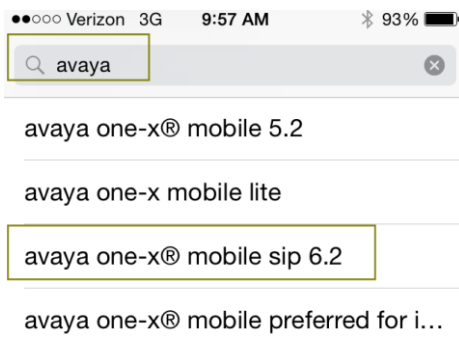 Verizon 3G 9:57 AM 93%
avaya
avaya one-x® mobile 5.2
avaya one-x mobile lite
avaya one-x® mobile sip 6.2
avaya one-x® mobile preferred for i...